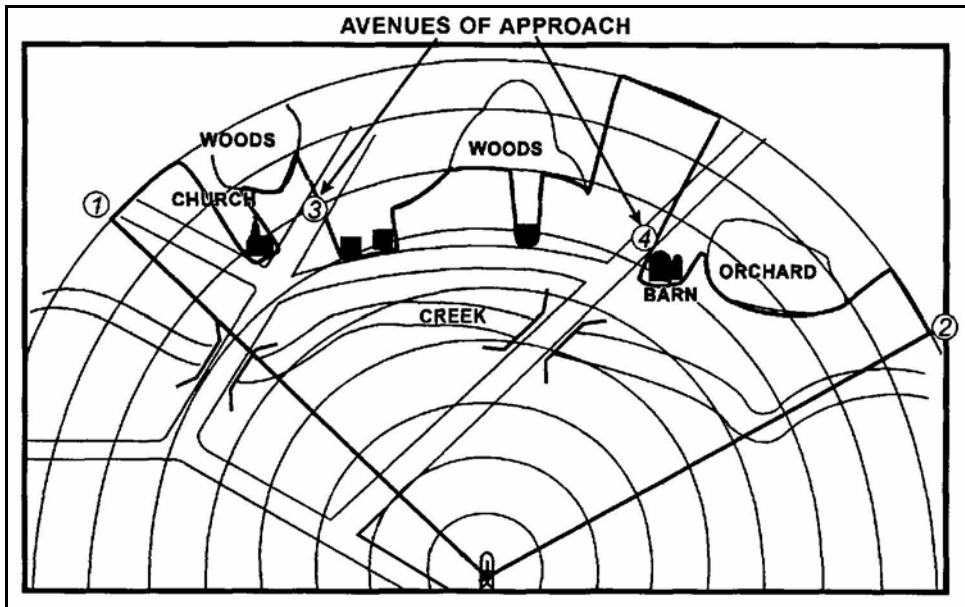 AVENUES OF APPROACH
WOODS
WOODS
1
CHURCH
3
4
ORCHARD
BARN
CREEK
2